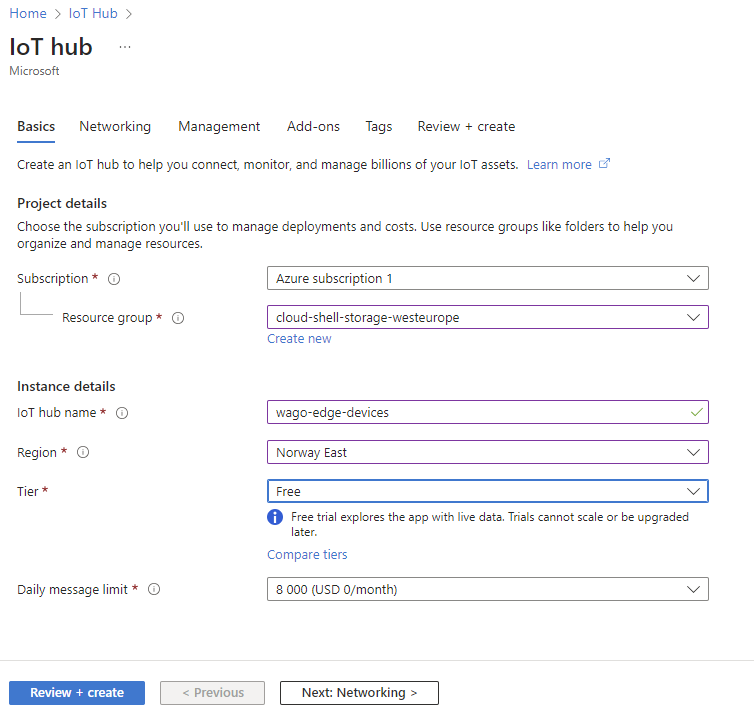 Home > IoT Hub >
IoT hub ...
Microsoft
Basics Networking Management Add-ons Tags Review + create
Create an IoT hub to help you connect, monitor, and manage billions of your IoT assets. Learn more
Project details
Choose the subscription you'll use to manage deployments and costs. Use resource groups like folders to help you
organize and manage resources.
Subscription * Azure subscription 1
Resource group * cloud-shell-storage-westeurope
Create new
Instance details
IoT hub name * wago-edge-devices
Region * Norway East
Tier * Free
Free trial explores the app with live data. Trials cannot scale or be upgraded
later.
Compare tiers
Daily message limit * 8 000 (USD 0/month)
Review + create < Previous Next: Networking >